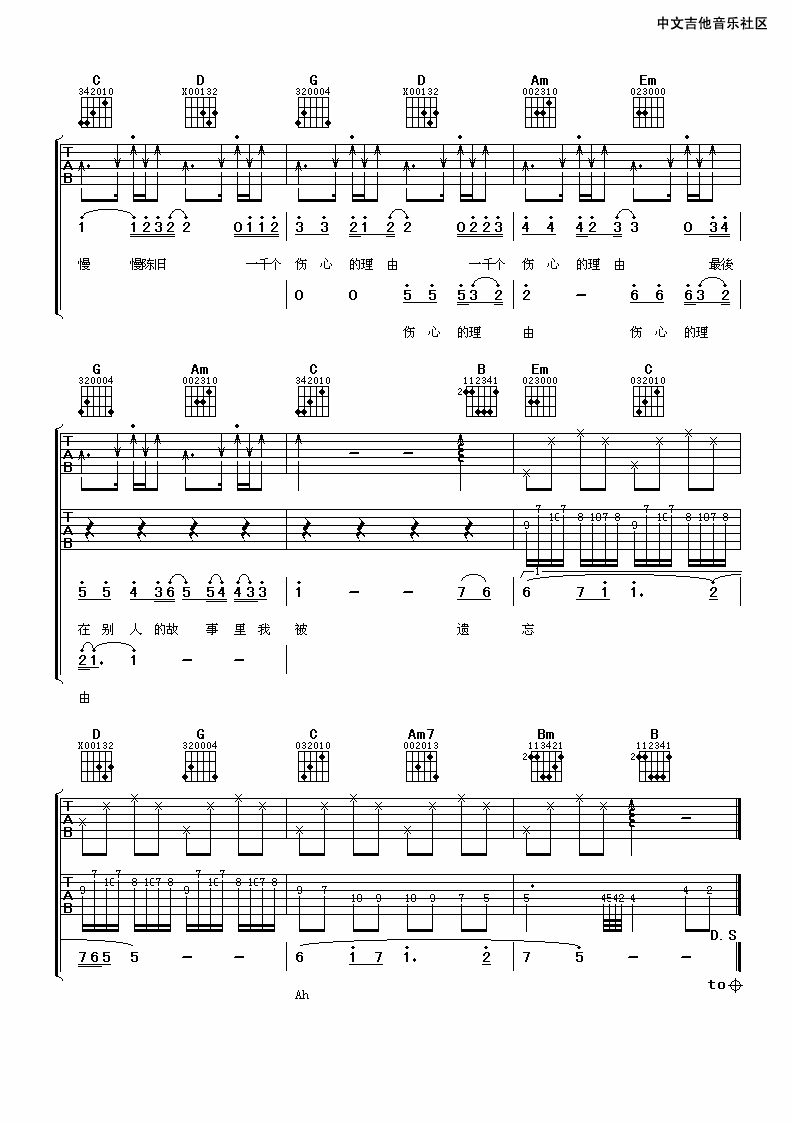 中文吉他音乐社区
C D G D Am Em
342010 X00132 320004 X00132 002310 023000
T A B
1 1232 2 0112 3 3 21 2 2 0223 4 4 42 3 3 0 34
慢 慢陈旧 一千个 伤 心 的理 由 一千个 伤 心 的理 由 最後
0 0 5 5 53 2 2 - 6 6 63 2
伤 心 的理 由 伤 心 的理
G Am C B Em C
320004 002310 342010 112341 023000 032010
2
T A B
T A B
9 7 10 7 8 10 7 8 9 7 10 7 8 10 7 8
1
5 5 4 36 5 54 43 3 1 - - 7 6 6 7 1 1. 2
在 别 人 的故 事 里 我 被 遗 忘
2 1. 1 - -
由
D G C Am7 Bm B
X00132 320004 032010 002013 113421 112341
2 2
T A B
T A B
9 7 10 7 8 10 7 8 9 7 10 7 8 10 7 8 9 7 10 9 10 9 7 5 5 4542 4 4 2
D.S
765 5 - - 6 1 7 1. 2 7 5 - -
to
Ah